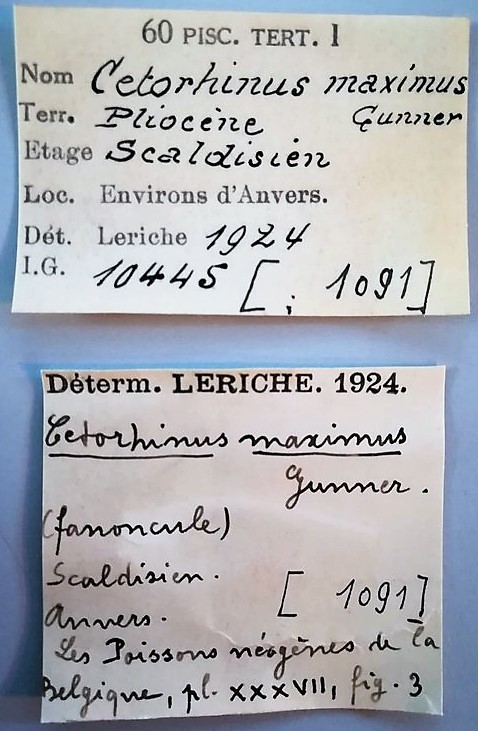 60 PISC. TERT. 1
Nom Cetorhinus maximus
Terr. Pliocène Gunner
Etage Scaldisien
Loc. Environs d'Anvers.
Dét. Leriche 1924
I.G. 10445 [ ; 1091]
Déterm. LERICHE. 1924.
Cetorhinus maximus
Gunner.
(fanoncule)
Scaldisien.
Anvers. [ 1091]
Les Poissons néogènes de la
Belgique, pl. XXXVII, fig. 3